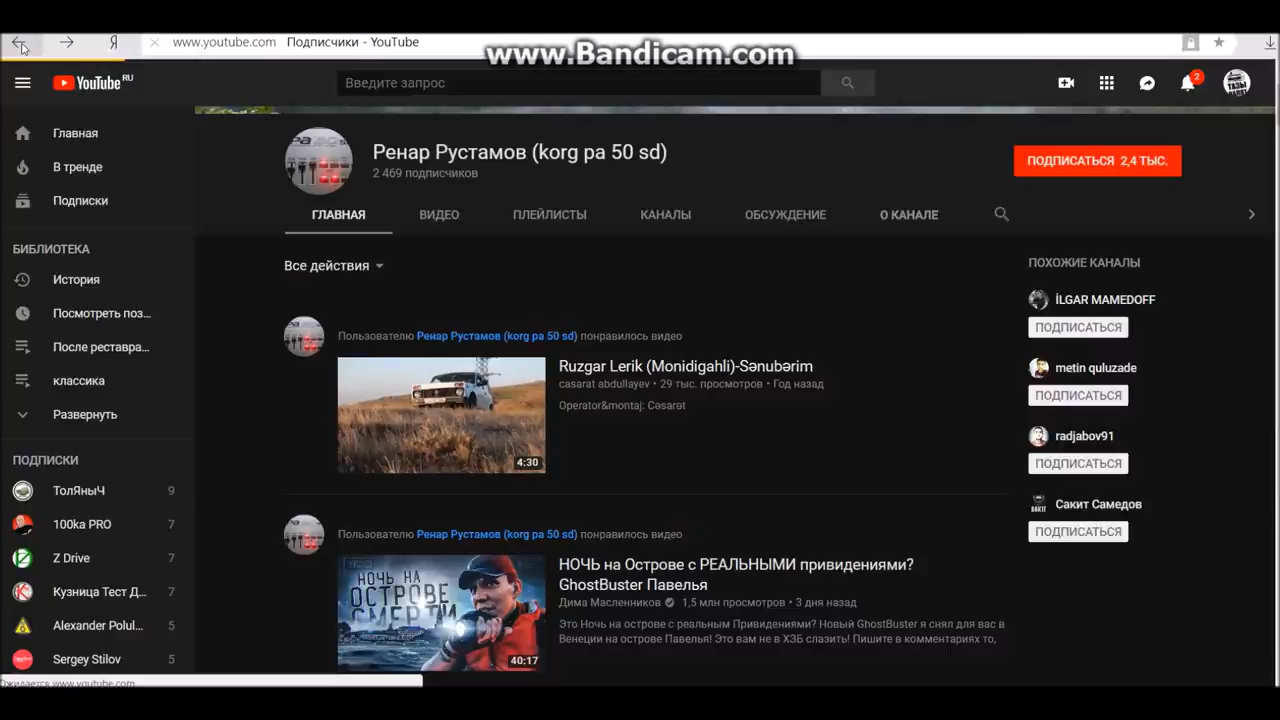 www.youtube.com Подписчики - YouTube
www.Bandicam.com
YouTube RU
Введите запрос
2
Главная
В тренде
Подписки
БИБЛИОТЕКА
История
Посмотреть поз...
После реставра...
классика
Развернуть
ПОДПИСКИ
ТолЯныЧ 9
100ka PRO 7
Z Drive 7
Кузница Тест Д... 7
Alexander Polul... 5
Sergey Stilov 5
Ожидается www.youtube.com
Ренар Рустамов (korg pa 50 sd)
2 469 подписчиков
ПОДПИСАТЬСЯ 2,4 ТЫС.
ГЛАВНАЯ ВИДЕО ПЛЕЙЛИСТЫ КАНАЛЫ ОБСУЖДЕНИЕ О КАНАЛЕ
Все действия
Пользователю Ренар Рустамов (korg pa 50 sd) понравилось видео
4:30
Ruzgar Lerik (Monidigahli)-Sənubərim
casarat abdullayev • 29 тыс. просмотров • Год назад
Operator&montaj: Cəsarət
Пользователю Ренар Рустамов (korg pa 50 sd) понравилось видео
НОЧЬ НА
ОСТРОВЕ
СМЕРТИ
40:17
НОЧЬ на Острове с РЕАЛЬНЫМИ привидениями?
GhostBuster Павелья
Дима Масленников • 1,5 млн просмотров • 3 дня назад
Это Ночь на острове с реальным Привидениями? Новый GhostBuster я снял для вас в
Венеции на острове Павелья! Это вам не в ХЗБ слазить! Пишите в комментариях то,
ПОХОЖИЕ КАНАЛЫ
İLGAR MAMEDOFF
ПОДПИСАТЬСЯ
metin quluzade
ПОДПИСАТЬСЯ
radjabov91
ПОДПИСАТЬСЯ
Сакит Самедов
ПОДПИСАТЬСЯ